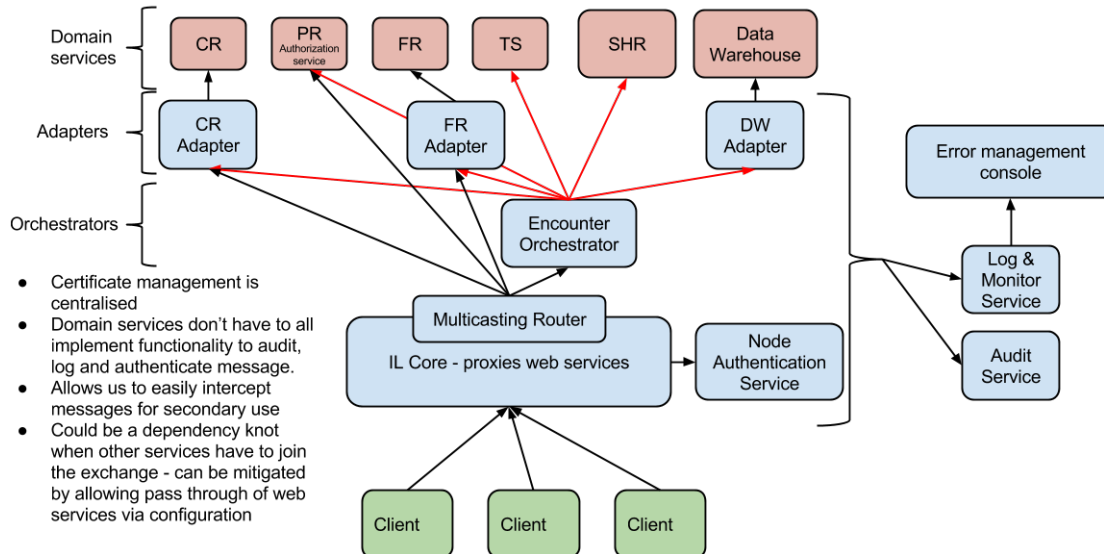 Domain
services
CR
PR
Authorization
service
FR
TS
SHR
Data
Warehouse
Adapters
CR
Adapter
FR
Adapter
DW
Adapter
Error management
console
Orchestrators
Encounter
Orchestrator
Log &
Monitor
Service
● Certificate management is
centralised
● Domain services don't have to all
implement functionality to audit,
log and authenticate message.
● Allows us to easily intercept
messages for secondary use
● Could be a dependency knot
when other services have to join
the exchange - can be mitigated
by allowing pass through of web
services via configuration
Multicasting Router
IL Core - proxies web services
Node
Authentication
Service
Audit
Service
Client
Client
Client